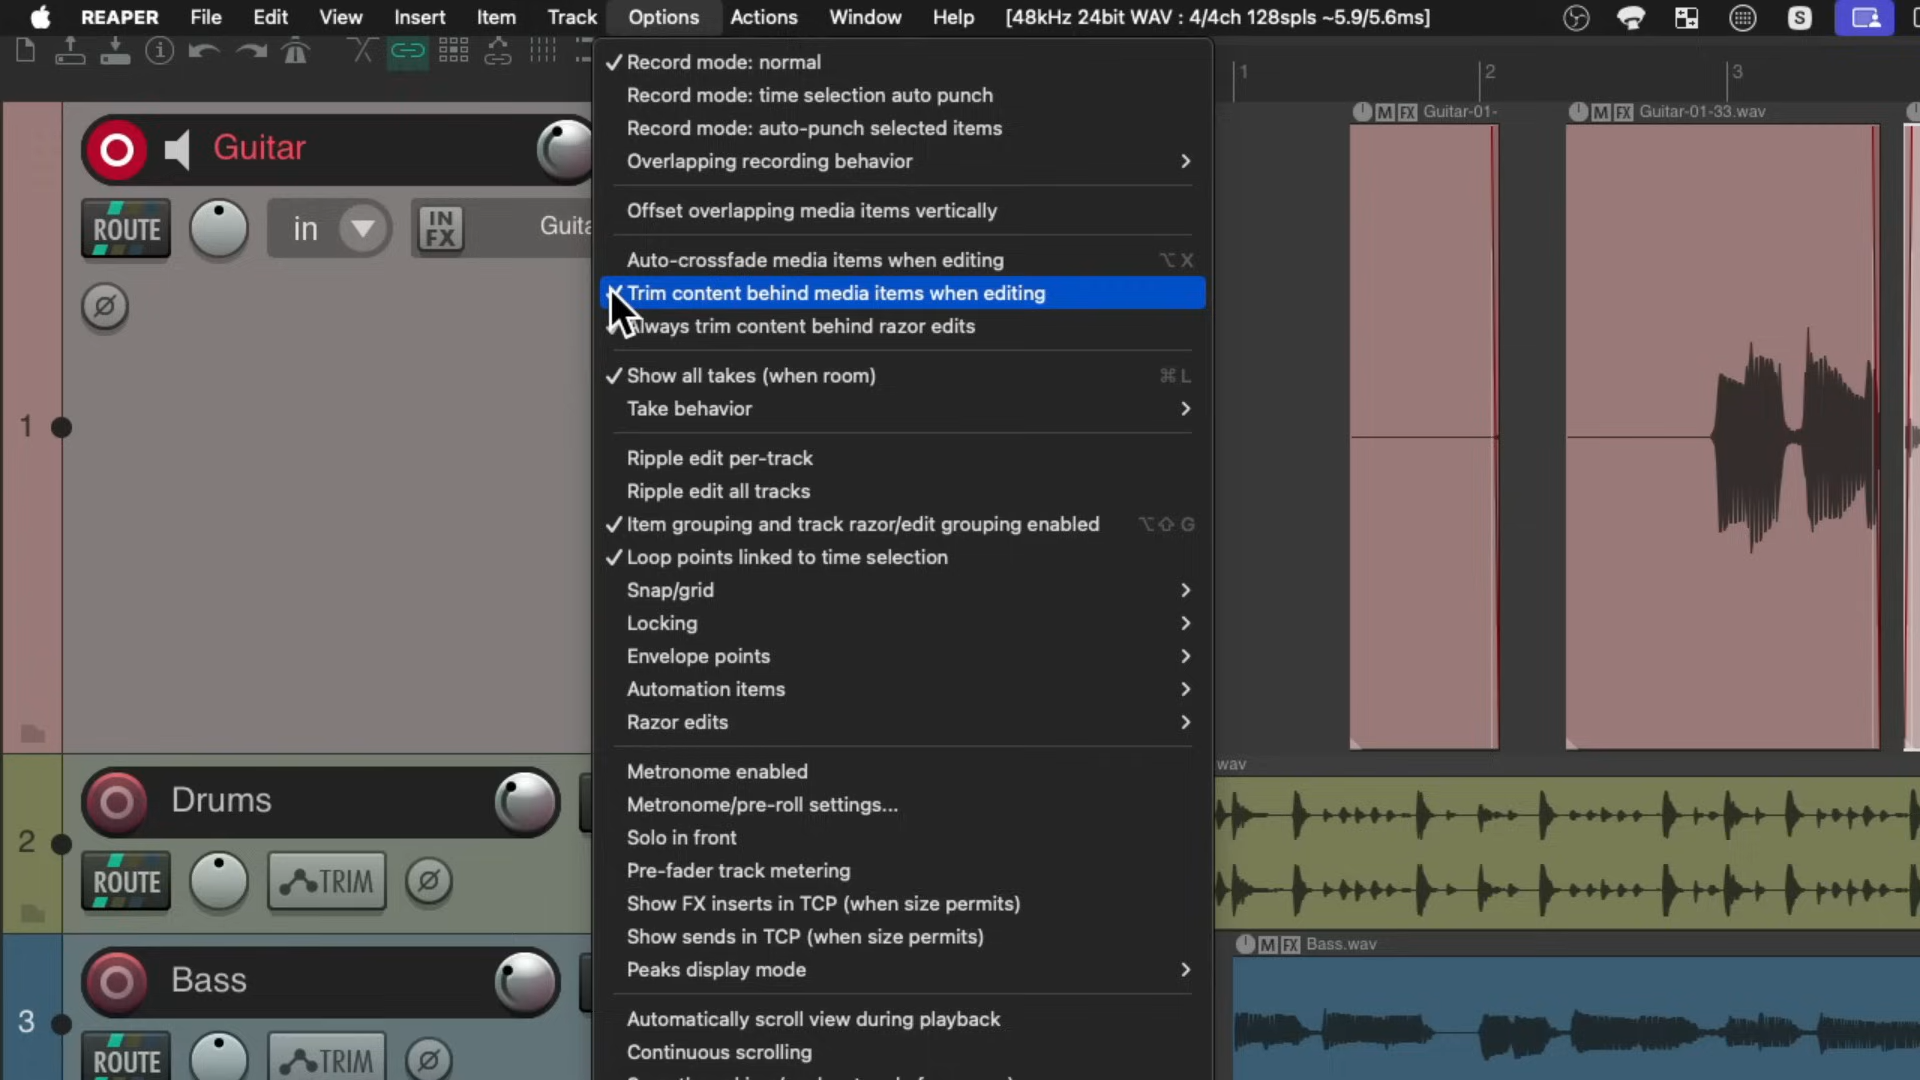 REAPER File Edit View Insert Item Track Options Actions Window Help [48kHz 24bit WAV : 4/4ch 128spls ~5.9/5.6ms] S
✓ Record mode: normal
Record mode: time selection auto punch
Record mode: auto-punch selected items
Overlapping recording behavior
Offset overlapping media items vertically
Auto-crossfade media items when editing ⌥ X
Trim content behind media items when editing
Always trim content behind razor edits
✓ Show all takes (when room) ⌘ L
Take behavior
Ripple edit per-track
Ripple edit all tracks
✓ Item grouping and track razor/edit grouping enabled ⌥⇧ G
✓ Loop points linked to time selection
Snap/grid
Locking
Envelope points
Automation items
Razor edits
Metronome enabled
Metronome/pre-roll settings...
Solo in front
Pre-fader track metering
Show FX inserts in TCP (when size permits)
Show sends in TCP (when size permits)
Peaks display mode
Automatically scroll view during playback
Continuous scrolling
1
Guitar
ROUTE in IN FX
2
Drums
ROUTE TRIM
3
Bass
ROUTE TRIM
1 2 3
M FX Guitar-01-
M FX Guitar-01-33.wav
wav
M FX Bass.wav